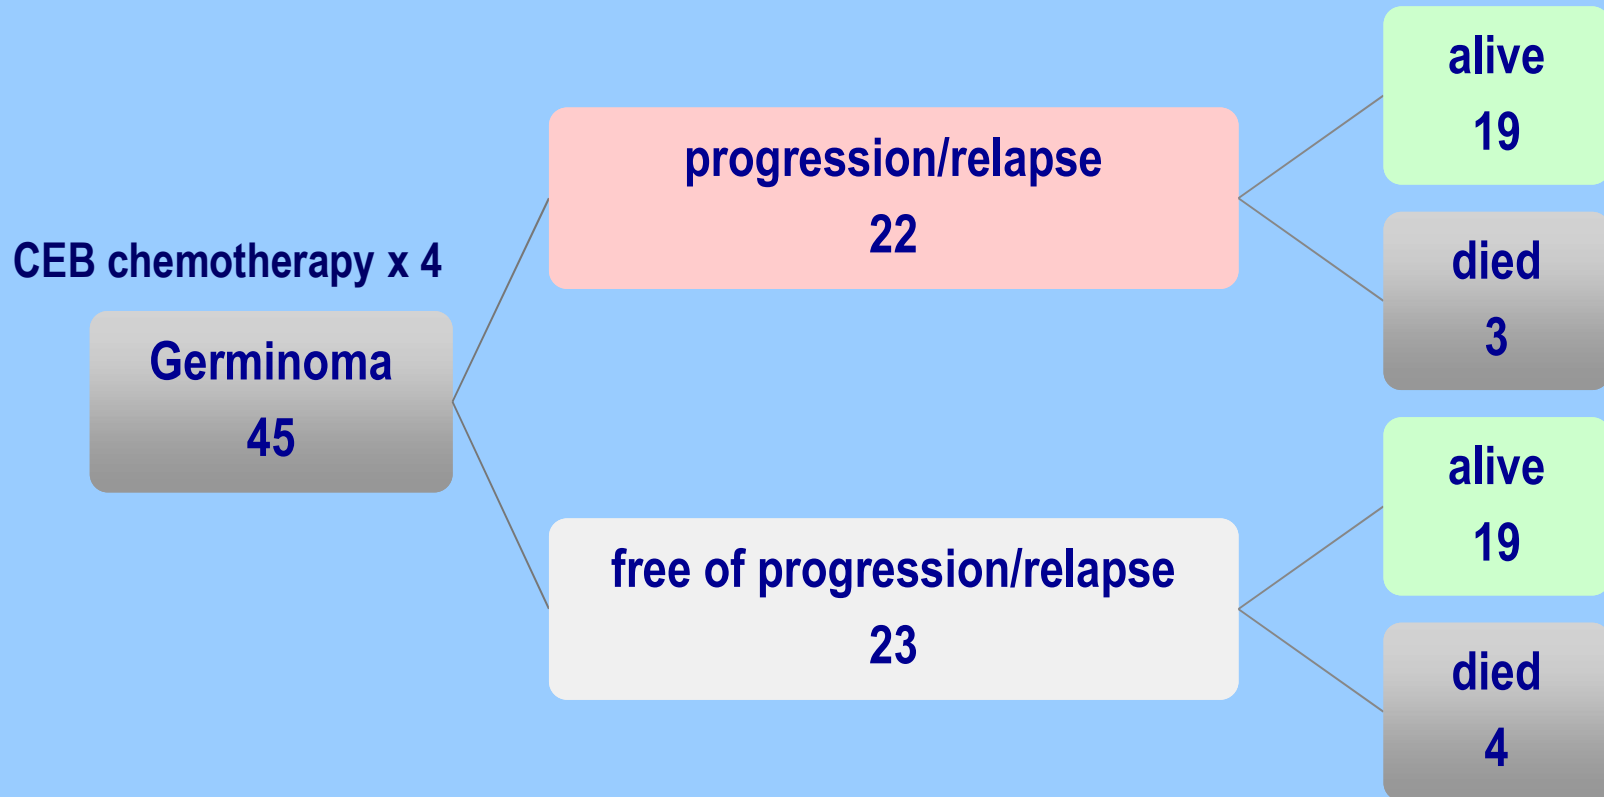 CEB chemotherapy x 4
Germinoma
45
progression/relapse
22
alive
19
died
3
free of progression/relapse
23
alive
19
died
4